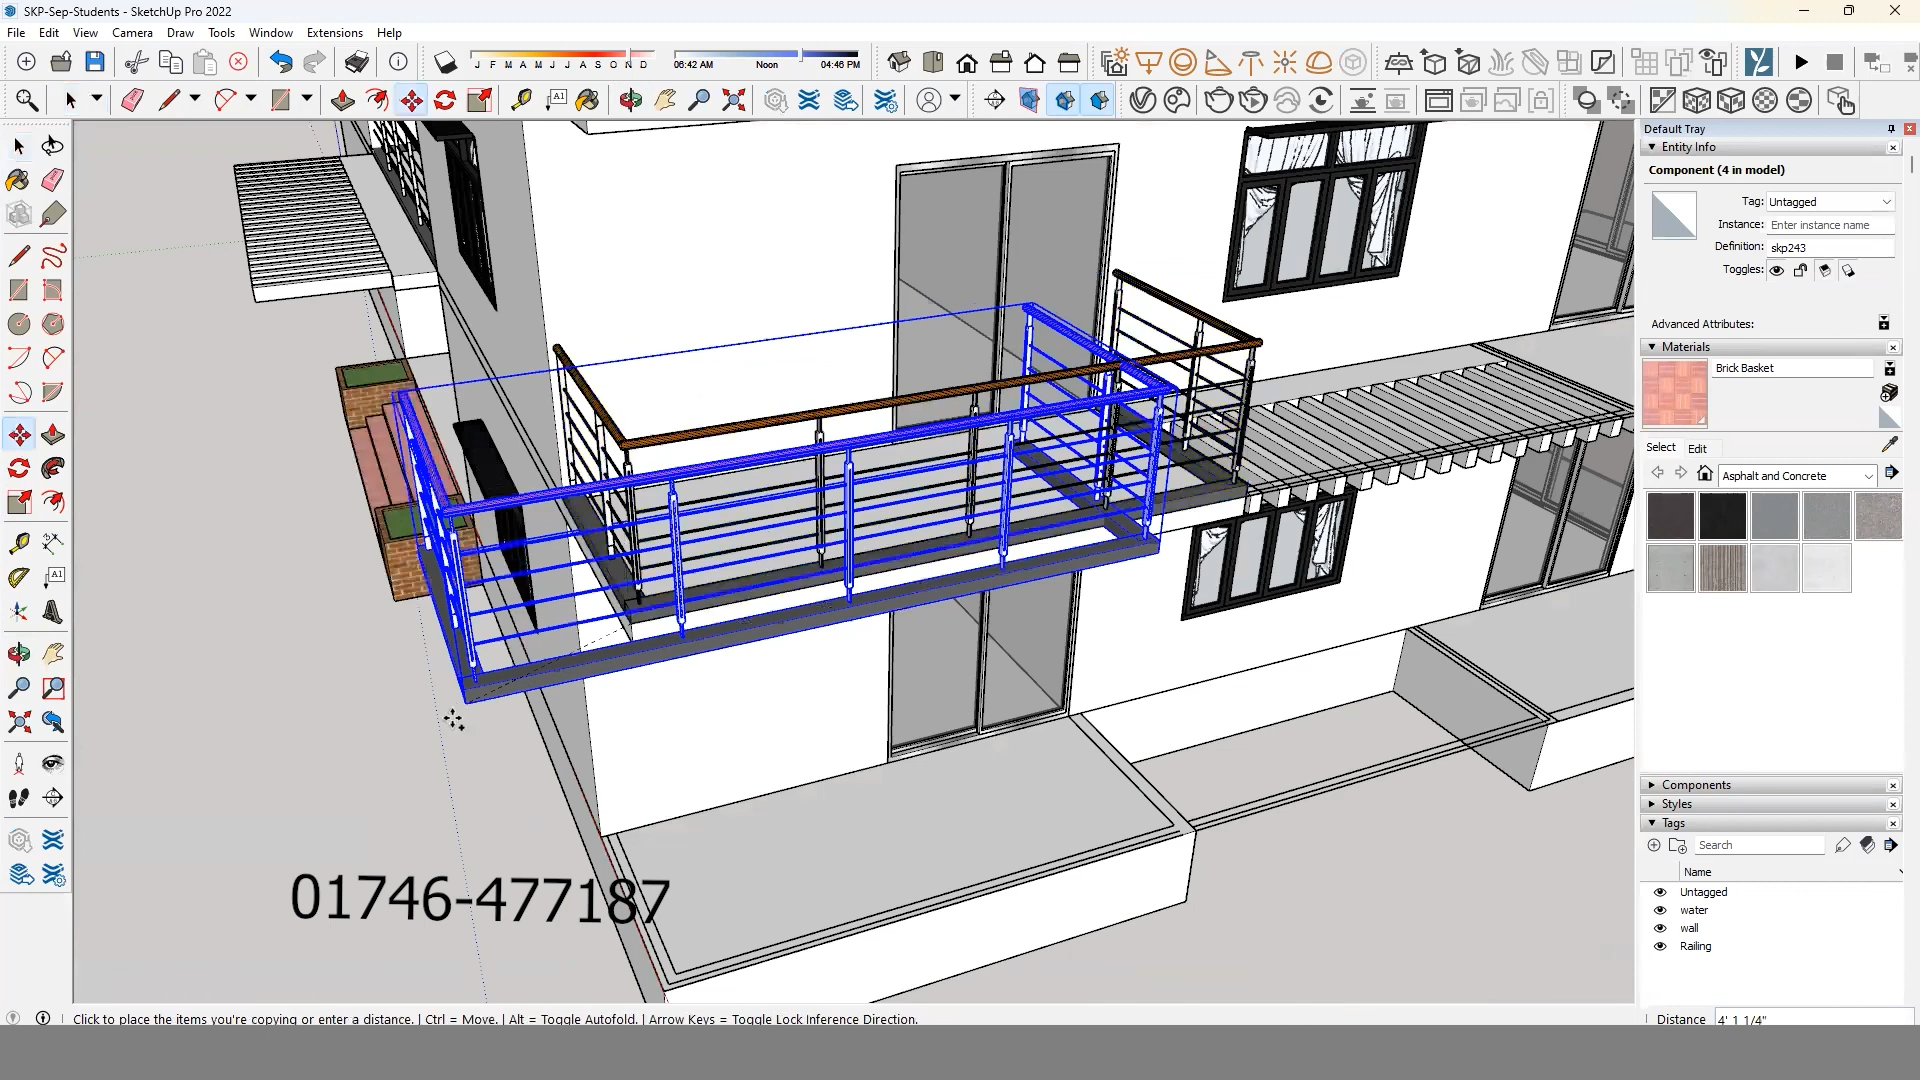 SKP-Sep-Students - SketchUp Pro 2022
File Edit View Camera Draw Tools Window Extensions Help
J F M A M J J A S O N D
06:42 AM Noon 04:46 PM
A1
Default Tray
Entity Info
Component (4 in model)
Tag: Untagged
Instance: Enter instance name
Definition: skp243
Toggles:
Advanced Attributes:
Materials
Brick Basket
Select Edit
Asphalt and Concrete
A1
Components
Styles
Tags
Search
Name
Untagged
water
wall
Railing
01746-477187
Click to place the items you're copying or enter a distance. | Ctrl = Move. | Alt = Toggle Autofold. | Arrow Keys = Toggle Lock Inference Direction.
Distance 4' 1 1/4"